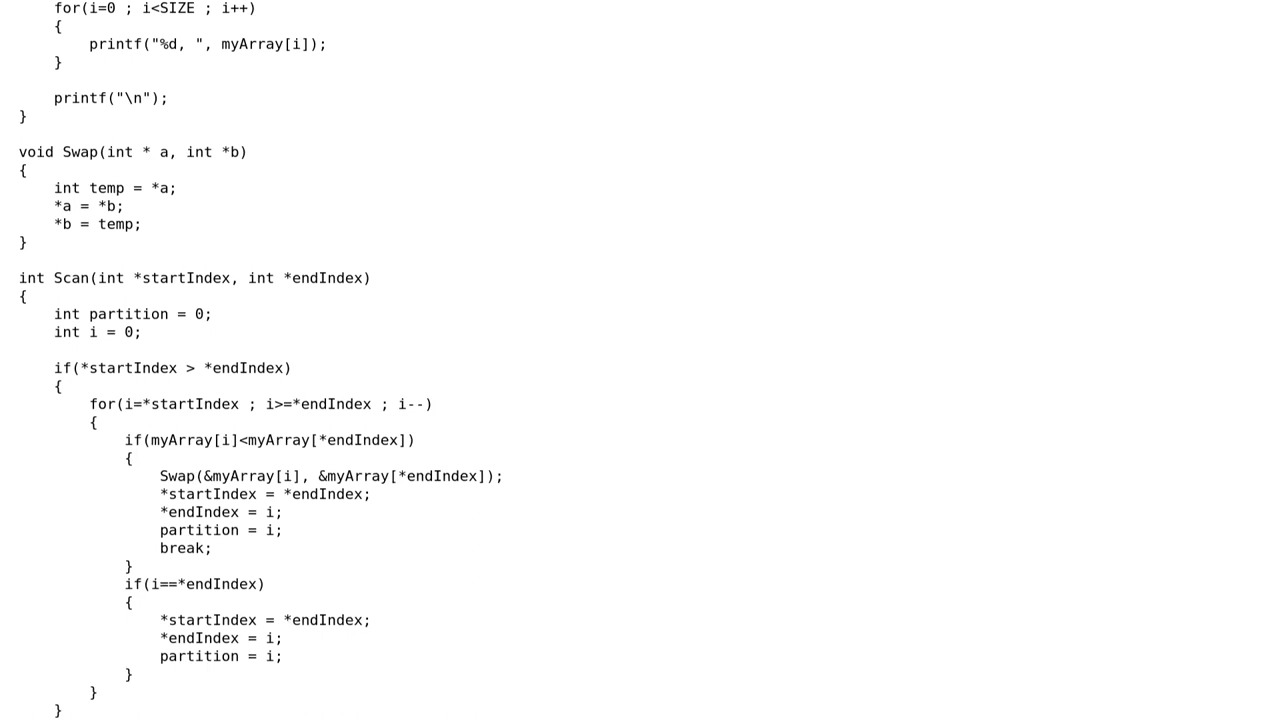 for(i=0 ; i<SIZE ; i++)
    {
        printf("%d, ", myArray[i]);
    }

    printf("\n");
}

void Swap(int * a, int *b)
{
    int temp = *a;
    *a = *b;
    *b = temp;
}

int Scan(int *startIndex, int *endIndex)
{
    int partition = 0;
    int i = 0;

    if(*startIndex > *endIndex)
    {
        for(i=*startIndex ; i>=*endIndex ; i--)
        {
            if(myArray[i]<myArray[*endIndex])
            {
                Swap(&myArray[i], &myArray[*endIndex]);
                *startIndex = *endIndex;
                *endIndex = i;
                partition = i;
                break;
            }
            if(i==*endIndex)
            {
                *startIndex = *endIndex;
                *endIndex = i;
                partition = i;
            }
        }
    }